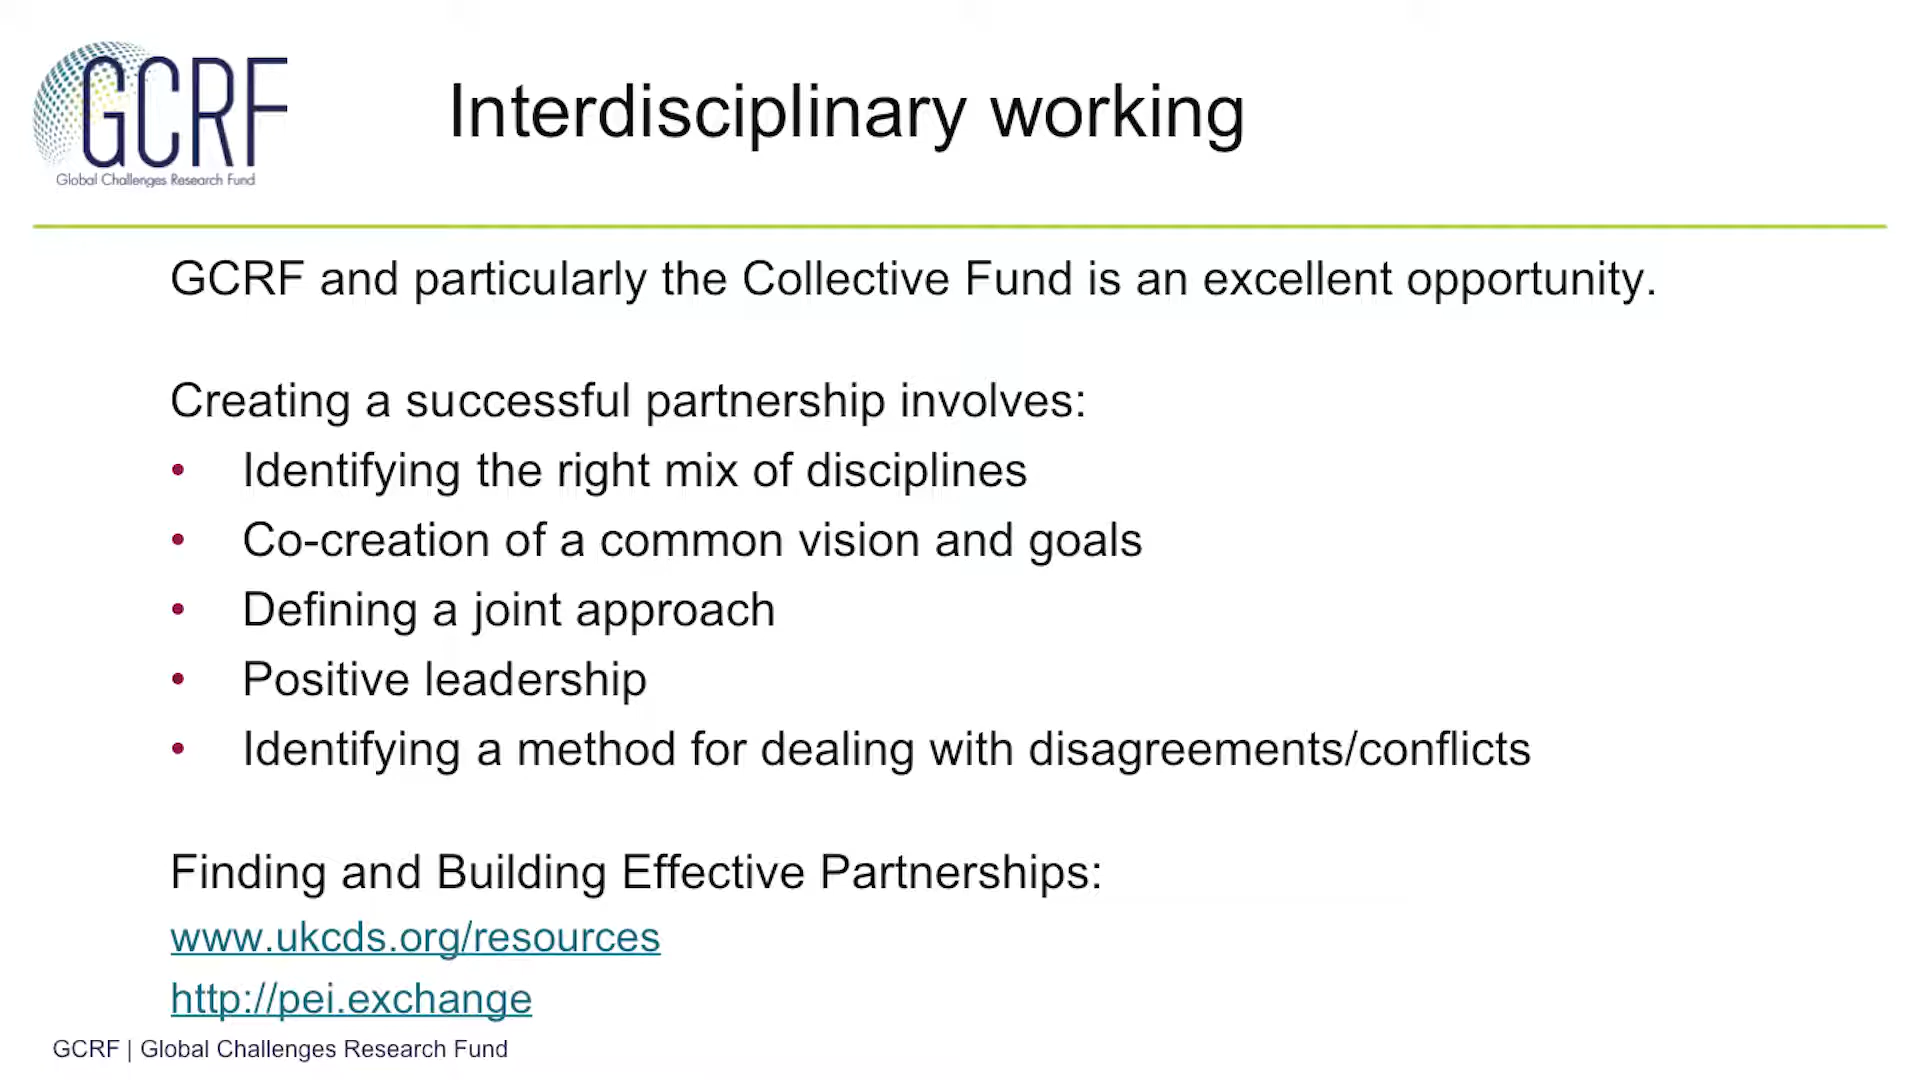 GCRF
Global Challenges Research Fund
Interdisciplinary working
GCRF and particularly the Collective Fund is an excellent opportunity.
Creating a successful partnership involves:
• Identifying the right mix of disciplines
• Co-creation of a common vision and goals
• Defining a joint approach
• Positive leadership
• Identifying a method for dealing with disagreements/conflicts
Finding and Building Effective Partnerships:
www.ukcds.org/resources
http://pei.exchange
GCRF | Global Challenges Research Fund